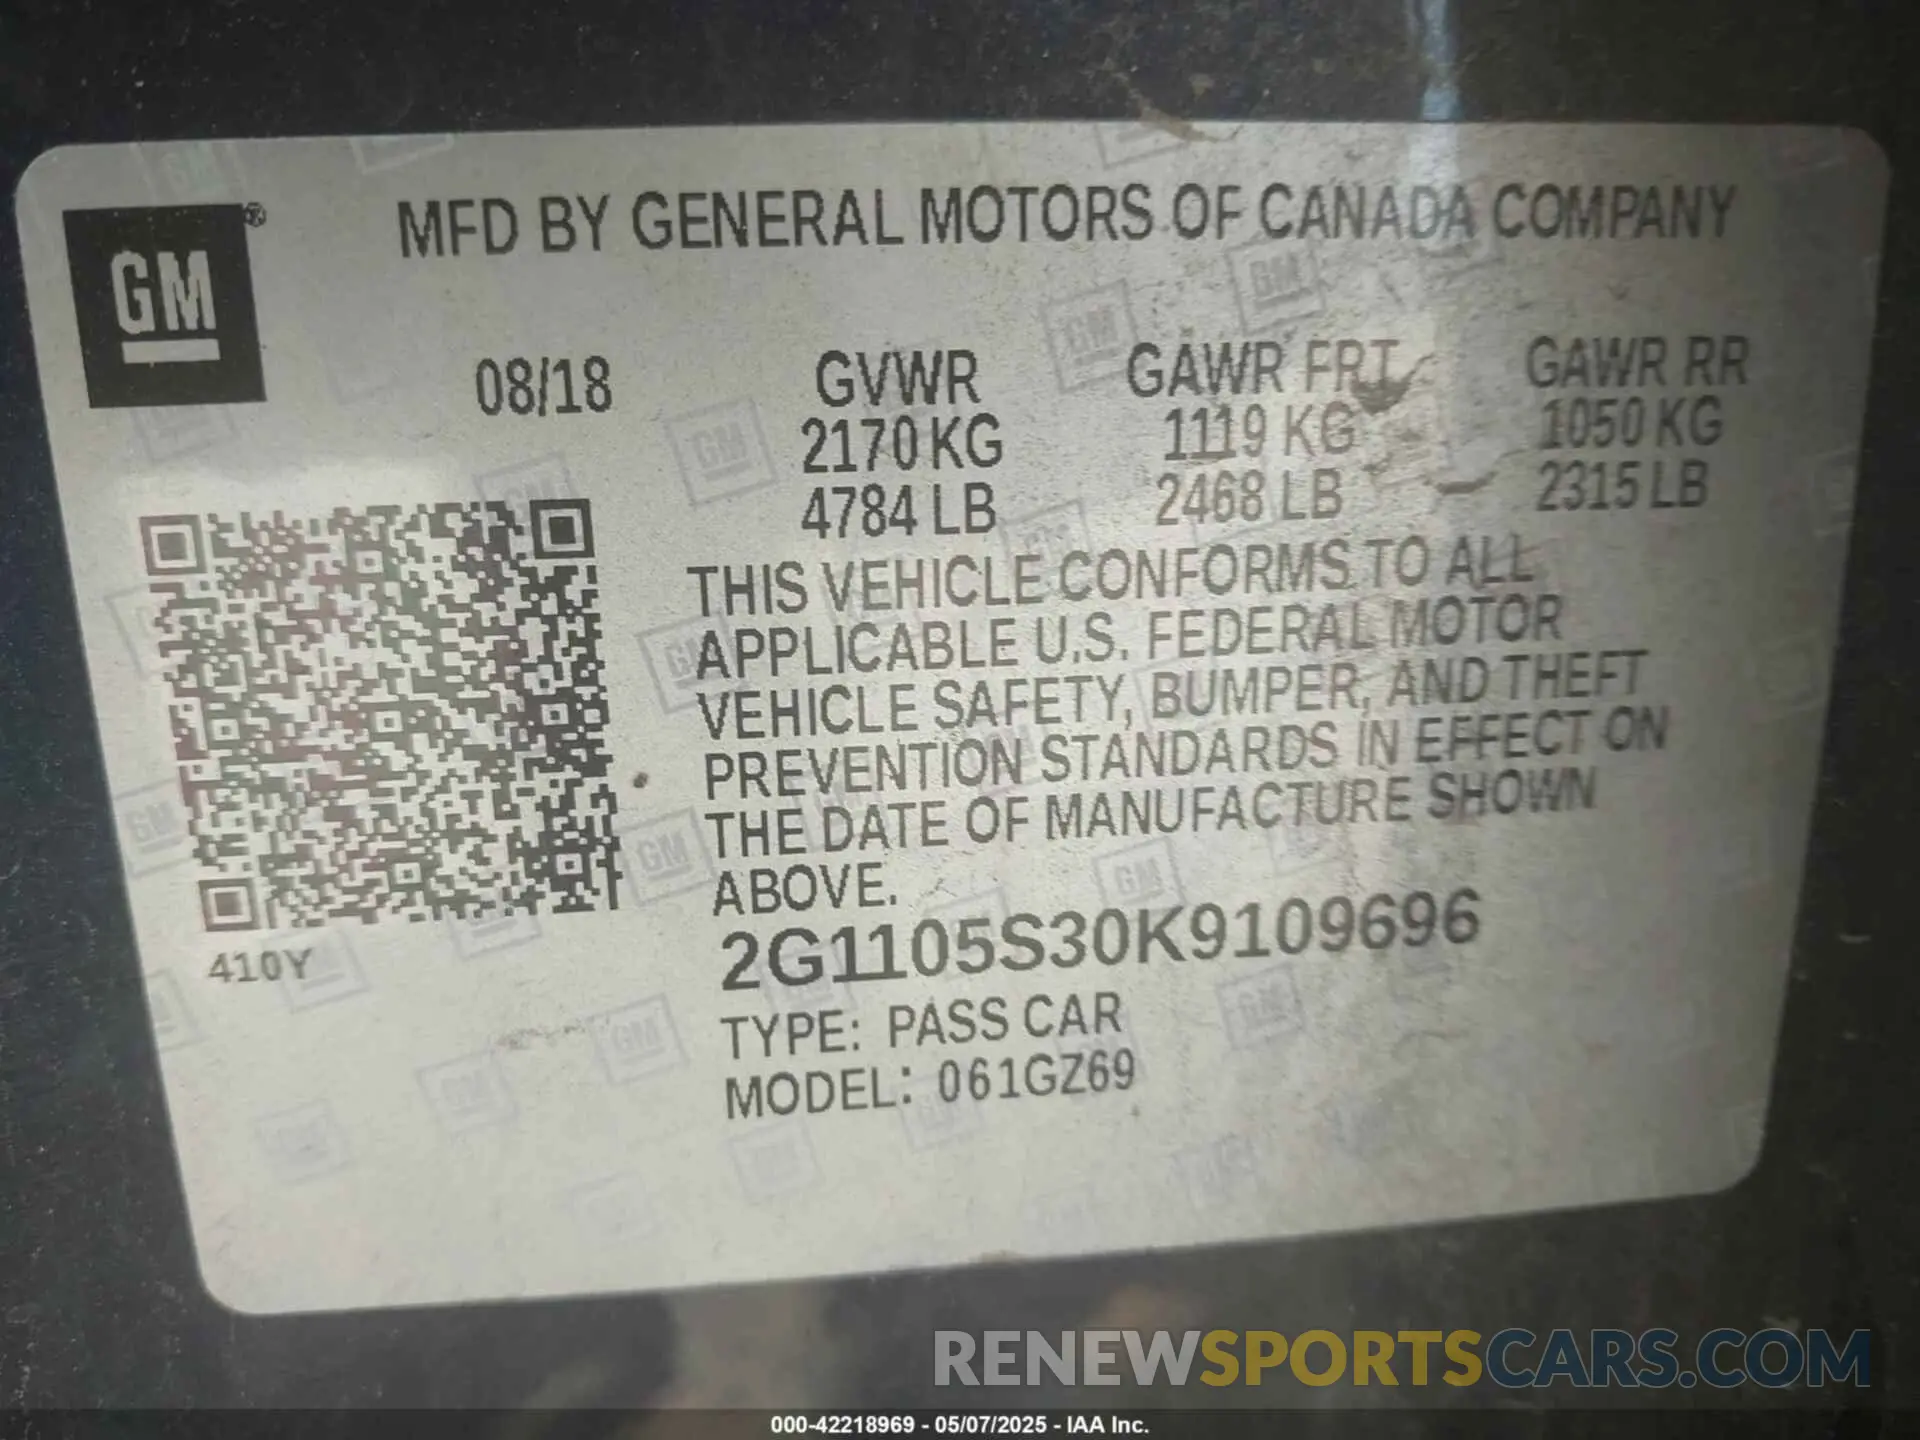 GM®
MFD BY GENERAL MOTORS OF CANADA COMPANY
08/18
GVWR
2170 KG
4784 LB
GAWR FRT
1119 KG
2468 LB
GAWR RR
1050 KG
2315 LB
THIS VEHICLE CONFORMS TO ALL
APPLICABLE U.S. FEDERAL MOTOR
VEHICLE SAFETY, BUMPER, AND THEFT
PREVENTION STANDARDS IN EFFECT ON
THE DATE OF MANUFACTURE SHOWN
ABOVE.
410Y
2G1105S30K9109696
TYPE: PASS CAR
MODEL: 061GZ69
RENEWSPORTSCARS.COM
000-42218969 - 05/07/2025 - IAA Inc.